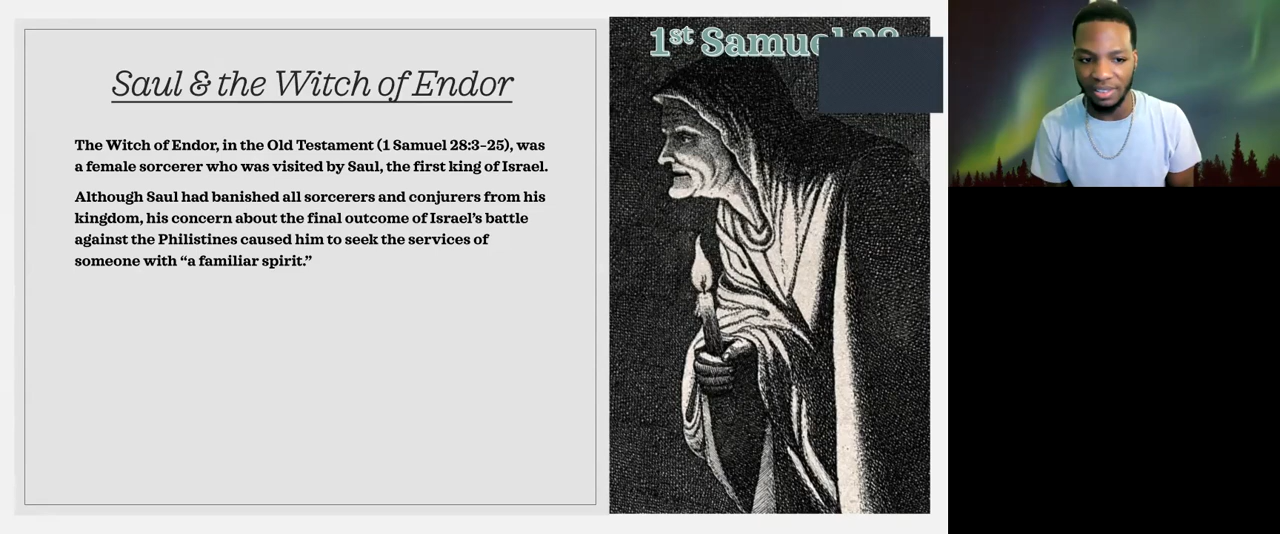 Saul & the Witch of Endor
The Witch of Endor, in the Old Testament (1 Samuel 28:3–25), was
a female sorcerer who was visited by Saul, the first king of Israel.
Although Saul had banished all sorcerers and conjurers from his
kingdom, his concern about the final outcome of Israel’s battle
against the Philistines caused him to seek the services of
someone with “a familiar spirit.”
1st Samuel 28